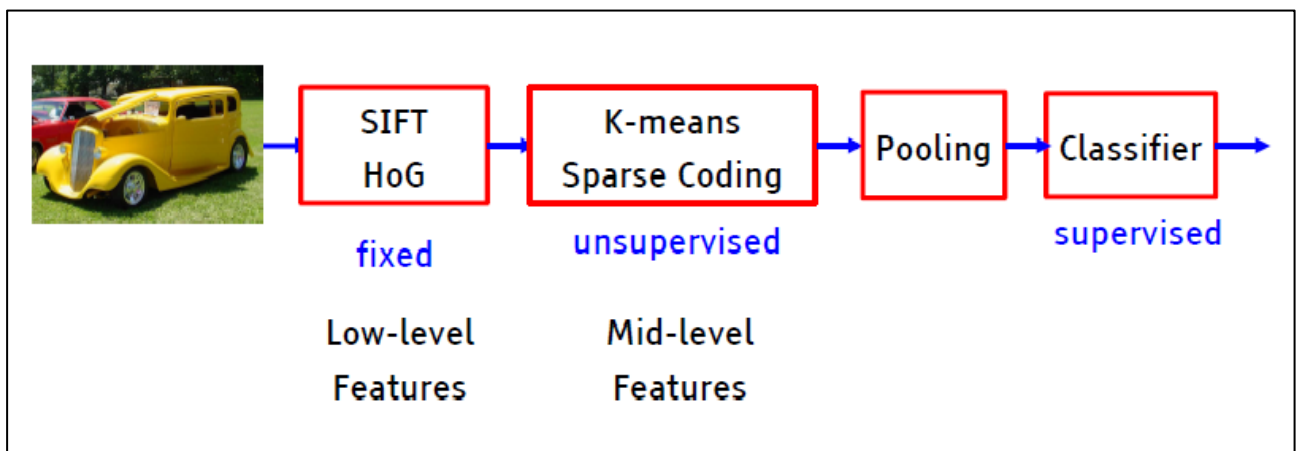 SIFT
HoG
K-means
Sparse Coding
Pooling
Classifier
fixed
unsupervised
supervised
Low-level
Features
Mid-level
Features